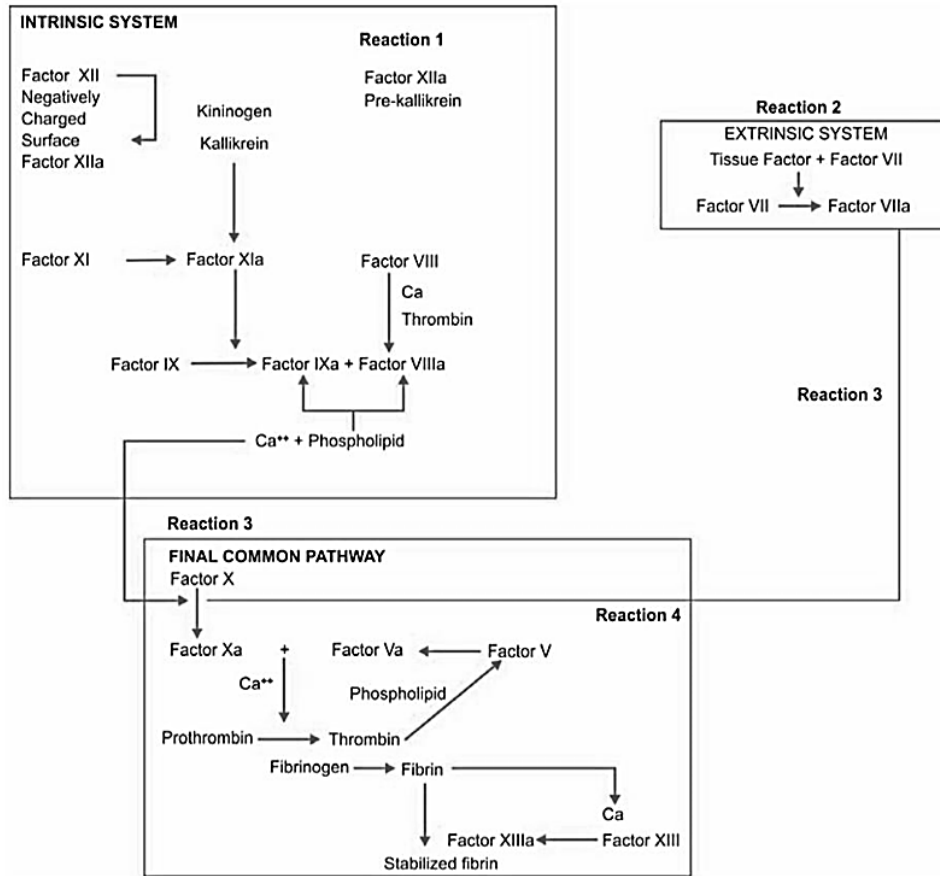 INTRINSIC SYSTEM
Reaction 1
Factor XII
Negatively
Charged
Surface
Factor XIIa
Kininogen
Kallikrein
Factor XIIa
Pre-kallikrein
Factor XI
Factor XIa
Factor VIII
Ca
Thrombin
Factor IX
Factor IXa + Factor VIIIa
Ca++ + Phospholipid
Reaction 2
EXTRINSIC SYSTEM
Tissue Factor + Factor VII
Factor VII
Factor VIIa
Reaction 3
Reaction 3
FINAL COMMON PATHWAY
Factor X
Reaction 4
Factor Xa
+
Factor Va
Factor V
Ca++
Phospholipid
Prothrombin
Thrombin
Fibrinogen
Fibrin
Ca
Factor XIIIa
Factor XIII
Stabilized fibrin